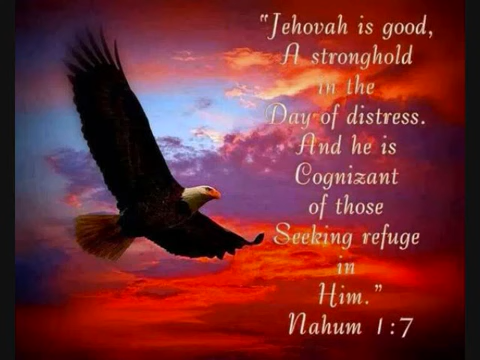 "Jehovah is good,
A stronghold
in the
Day of distress.
And he is
Cognizant
of those
Seeking refuge
in
Him."
Nahum 1:7